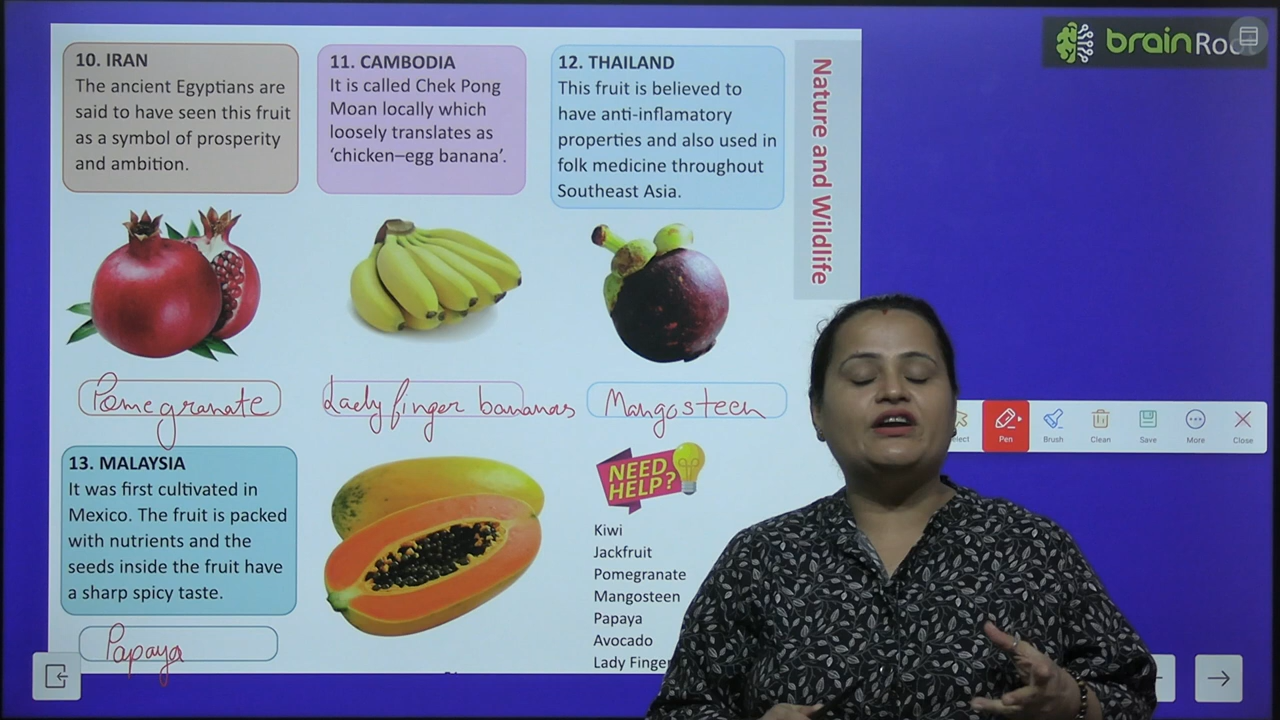 brainRoo
10. IRAN
The ancient Egyptians are
said to have seen this fruit
as a symbol of prosperity
and ambition.
11. CAMBODIA
It is called Chek Pong
Moan locally which
loosely translates as
‘chicken–egg banana’.
12. THAILAND
This fruit is believed to
have anti-inflamatory
properties and also used in
folk medicine throughout
Southeast Asia.
Nature and Wildlife
Pomegranate
Lady finger bananas
Mangosteen
13. MALAYSIA
It was first cultivated in
Mexico. The fruit is packed
with nutrients and the
seeds inside the fruit have
a sharp spicy taste.
Papaya
NEED
HELP?
Kiwi
Jackfruit
Pomegranate
Mangosteen
Papaya
Avocado
Lady Finger
Pen
Brush
Clean
Save
More
Close